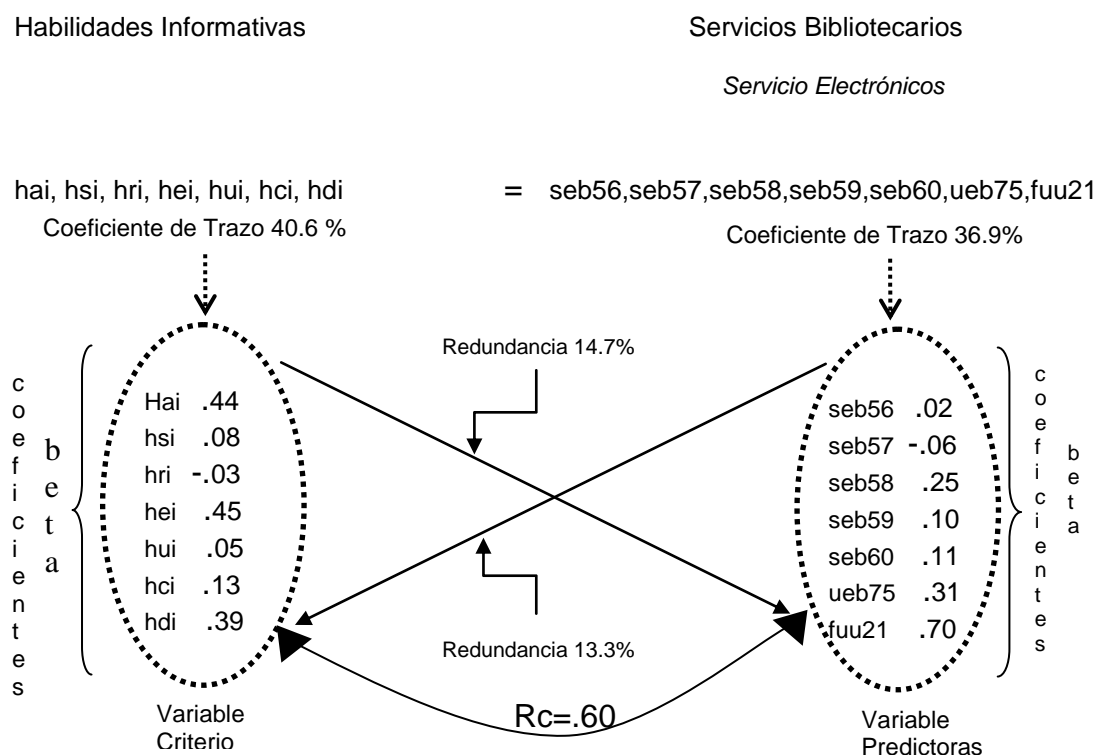 Habilidades Informativas
Servicios Bibliotecarios
Servicio Electrónicos
hai, hsi, hri, hei, hui, hci, hdi = seb56,seb57,seb58,seb59,seb60,ueb75,fuu21
Coeficiente de Trazo 40.6 %
Coeficiente de Trazo 36.9%
Redundancia 14.7%
coeficientes
beta
Hai .44
hsi .08
hri -.03
hei .45
hui .05
hci .13
hdi .39
seb56 .02
seb57 -.06
seb58 .25
seb59 .10
seb60 .11
ueb75 .31
fuu21 .70
coeficientes
beta
Redundancia 13.3%
Rc=.60
Variable
Criterio
Variable
Predictoras